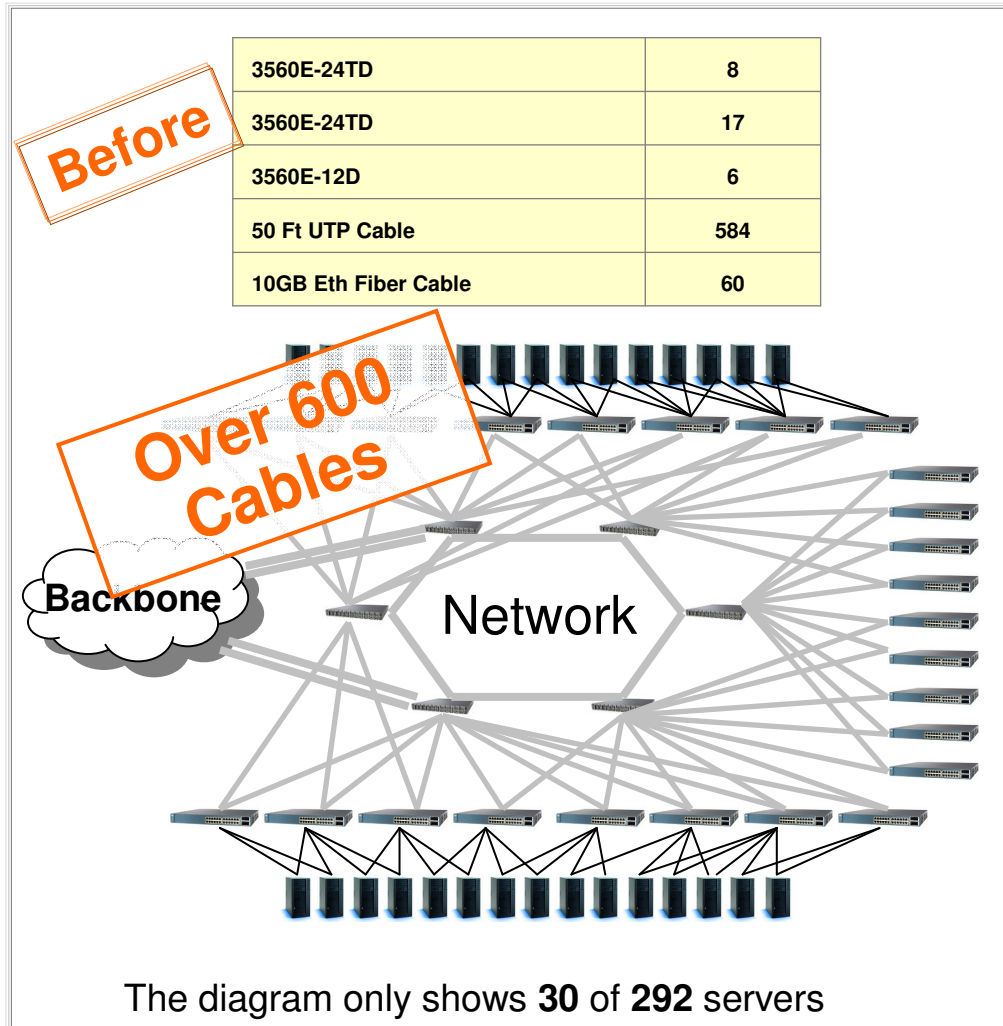 Before
3560E-24TD 8
3560E-24TD 17
3560E-12D 6
50 Ft UTP Cable 584
10GB Eth Fiber Cable 60
Over 600
Cables
Backbone
Network
The diagram only shows 30 of 292 servers